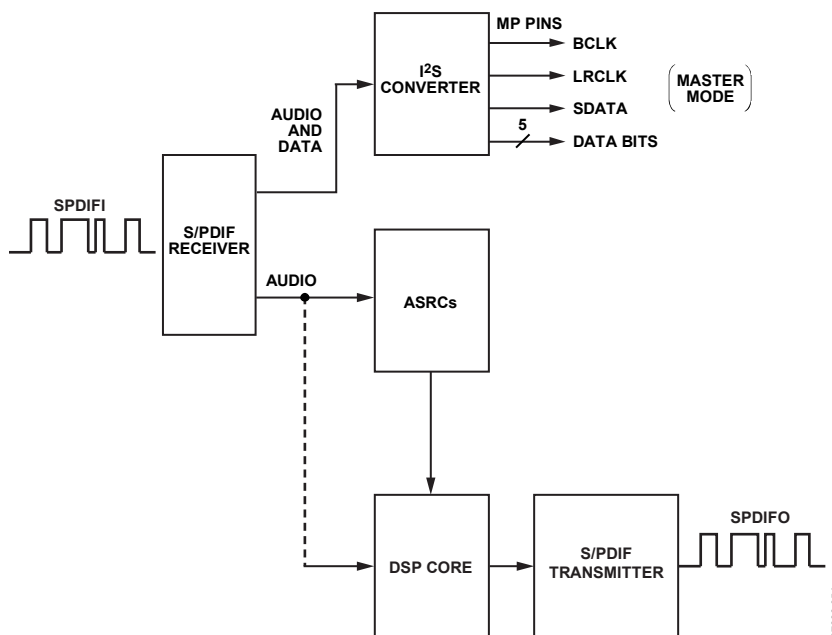 MP PINS
I²S
CONVERTER
BCLK
LRCLK
SDATA
5
DATA BITS
(MASTER
MODE)
AUDIO
AND
DATA
SPDIFI
S/PDIF
RECEIVER
AUDIO
ASRCs
DSP CORE
S/PDIF
TRANSMITTER
SPDIFO